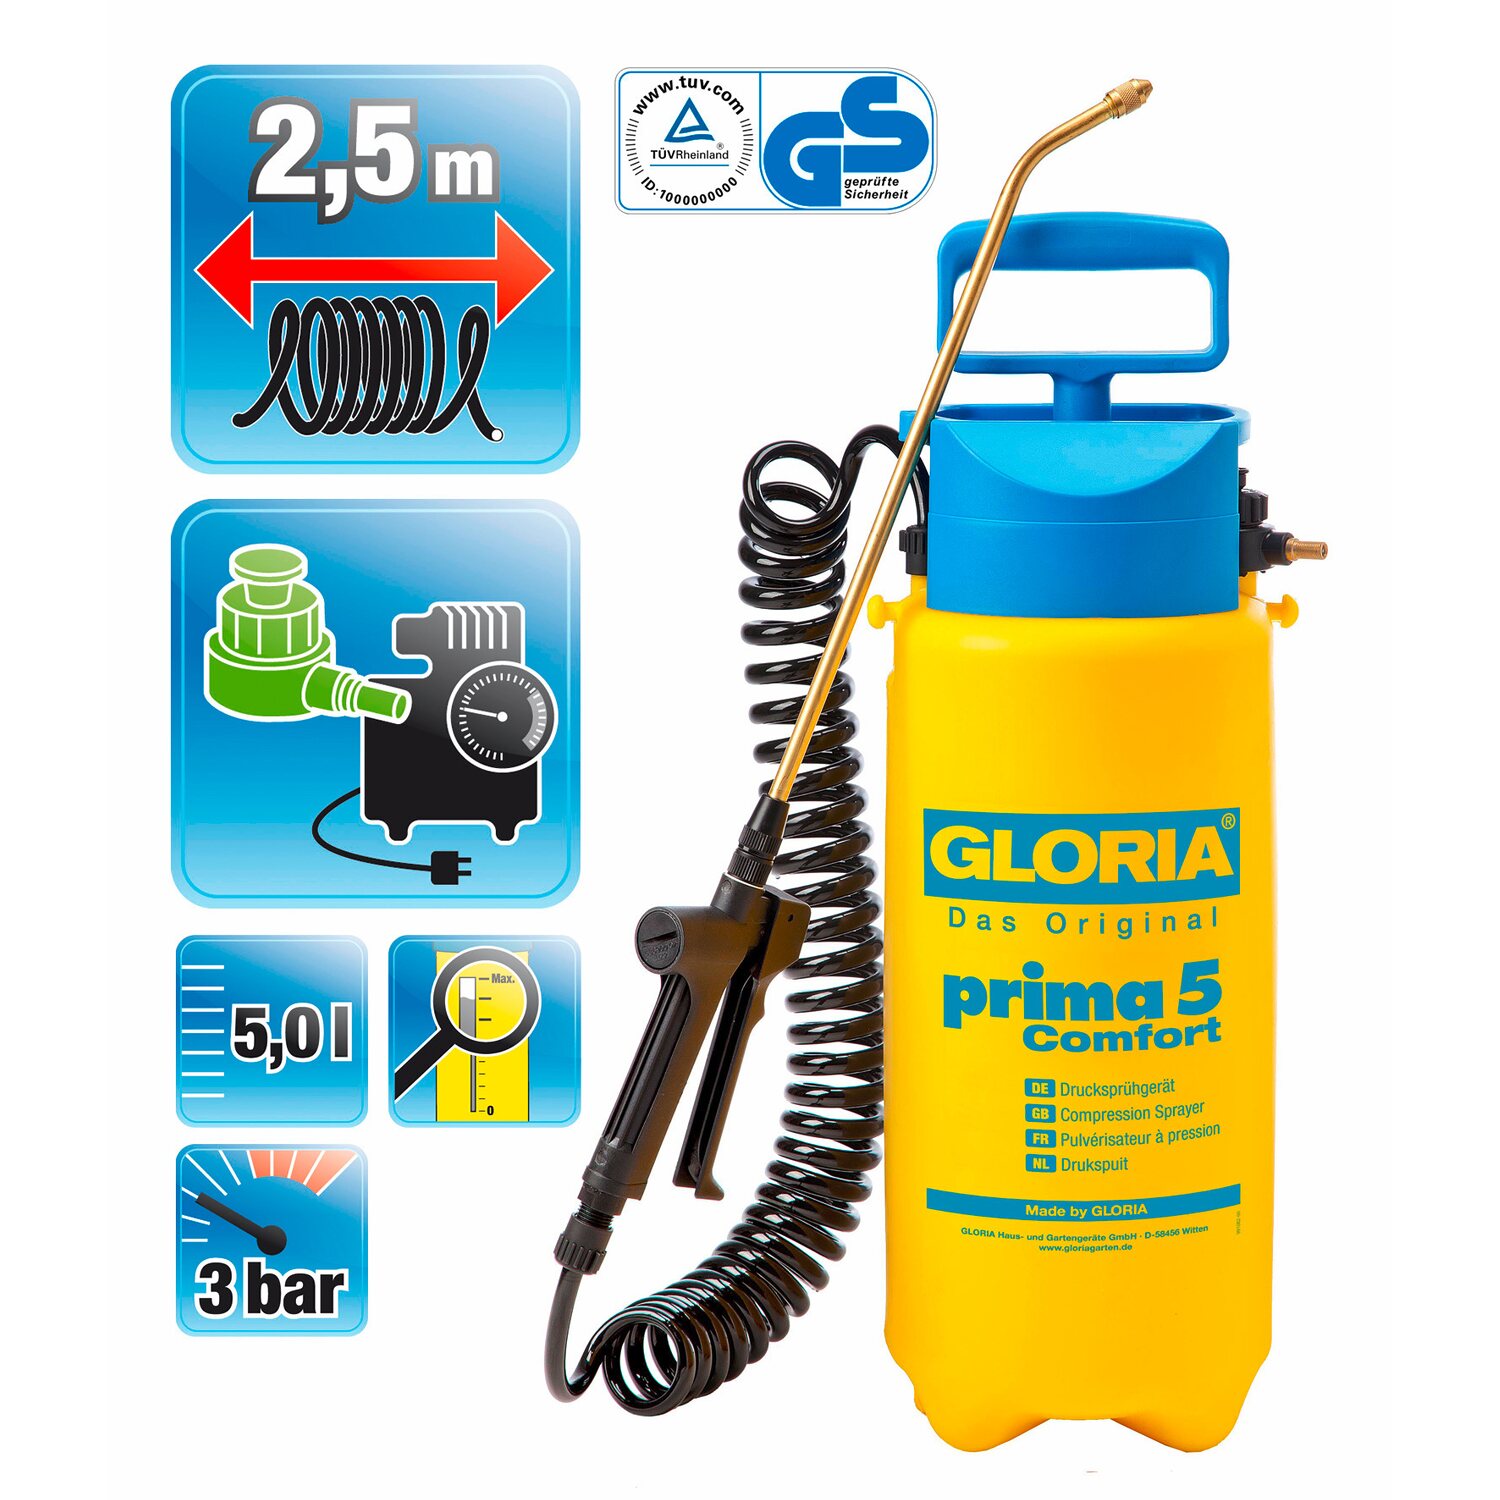 2,5 m
www.tuv.com
TÜVRheinland®
ID:1000000000
GS
geprüfte
Sicherheit
5,0 l
Max.
0
3 bar
GLORIA®
Das Original
prima 5
Comfort
DE Drucksprühgerät
GB Compression Sprayer
FR Pulvérisateur à pression
NL Drukspuit
Made by GLORIA
GLORIA Haus- und Gartengeräte GmbH · D-58456 Witten
www.gloriagarten.de